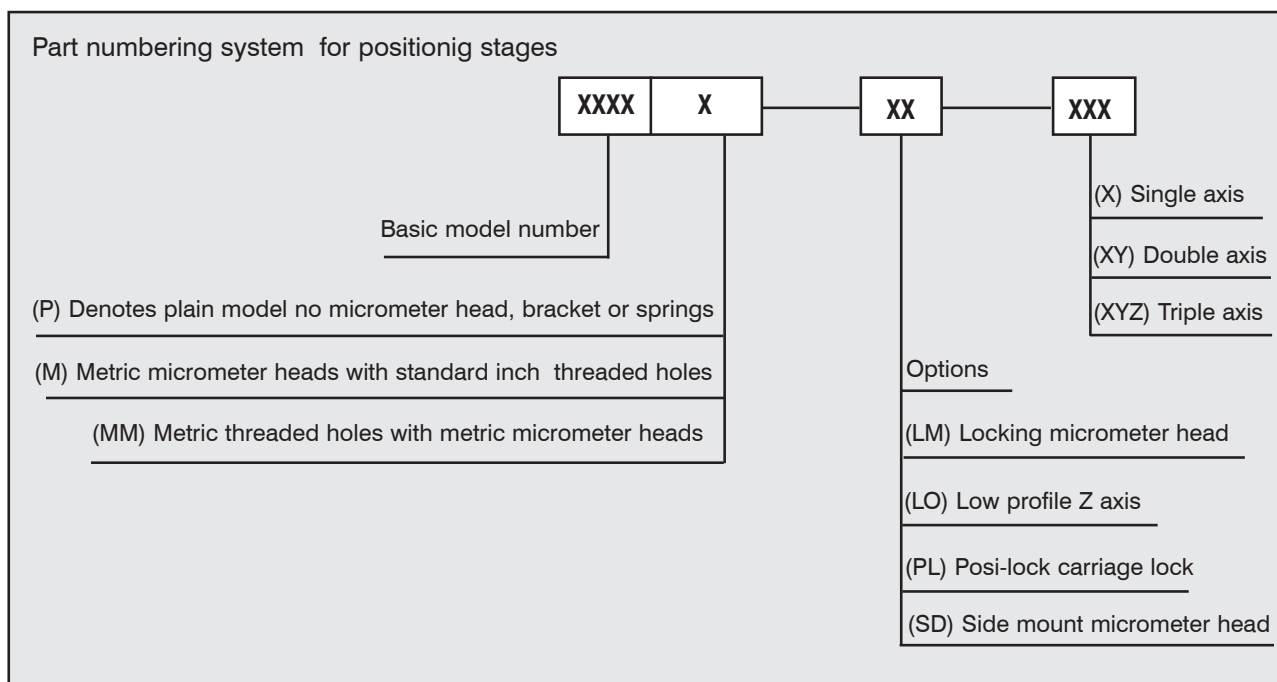 Part numbering system for positionig stages
XXXX X XX XXX
(X) Single axis
Basic model number
(XY) Double axis
(P) Denotes plain model no micrometer head, bracket or springs
(XYZ) Triple axis
(M) Metric micrometer heads with standard inch threaded holes
Options
(MM) Metric threaded holes with metric micrometer heads
(LM) Locking micrometer head
(LO) Low profile Z axis
(PL) Posi-lock carriage lock
(SD) Side mount micrometer head